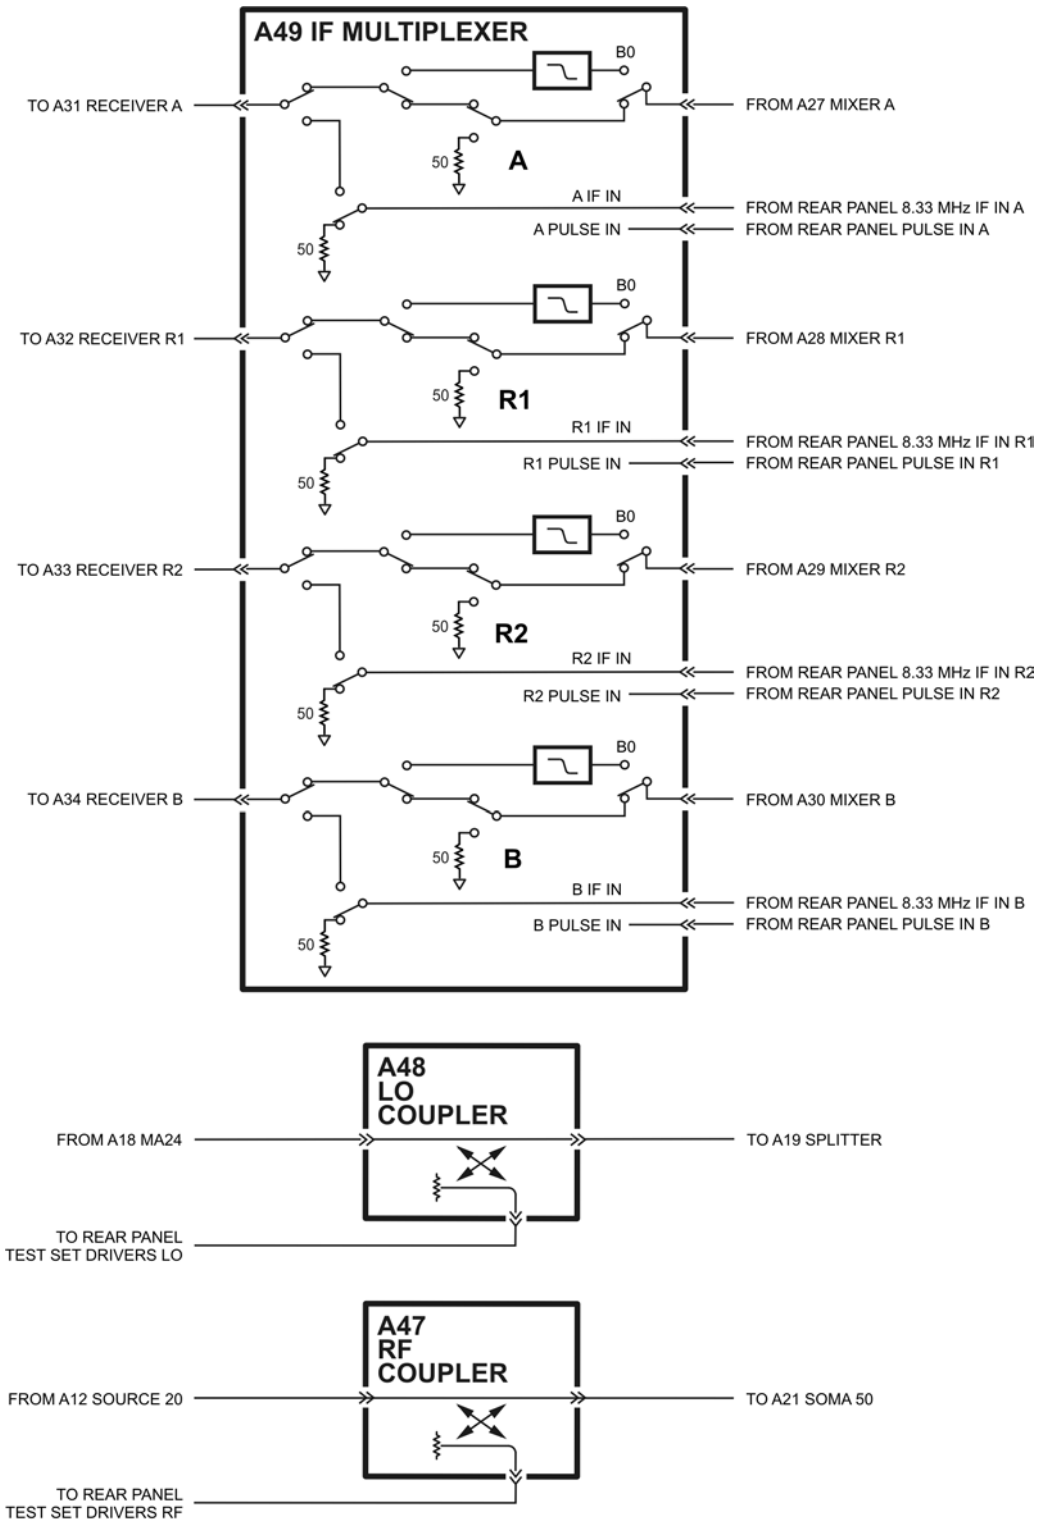 A49 IF MULTIPLEXER
B0
TO A31 RECEIVER A
FROM A27 MIXER A
50
A
A IF IN
FROM REAR PANEL 8.33 MHz IF IN A
A PULSE IN
FROM REAR PANEL PULSE IN A
50
B0
TO A32 RECEIVER R1
FROM A28 MIXER R1
50
R1
R1 IF IN
FROM REAR PANEL 8.33 MHz IF IN R1
R1 PULSE IN
FROM REAR PANEL PULSE IN R1
50
B0
TO A33 RECEIVER R2
FROM A29 MIXER R2
50
R2
R2 IF IN
FROM REAR PANEL 8.33 MHz IF IN R2
R2 PULSE IN
FROM REAR PANEL PULSE IN R2
50
B0
TO A34 RECEIVER B
FROM A30 MIXER B
50
B
B IF IN
FROM REAR PANEL 8.33 MHz IF IN B
B PULSE IN
FROM REAR PANEL PULSE IN B
50
A48
LO
COUPLER
FROM A18 MA24
TO A19 SPLITTER
TO REAR PANEL
TEST SET DRIVERS LO
A47
RF
COUPLER
FROM A12 SOURCE 20
TO A21 SOMA 50
TO REAR PANEL
TEST SET DRIVERS RF